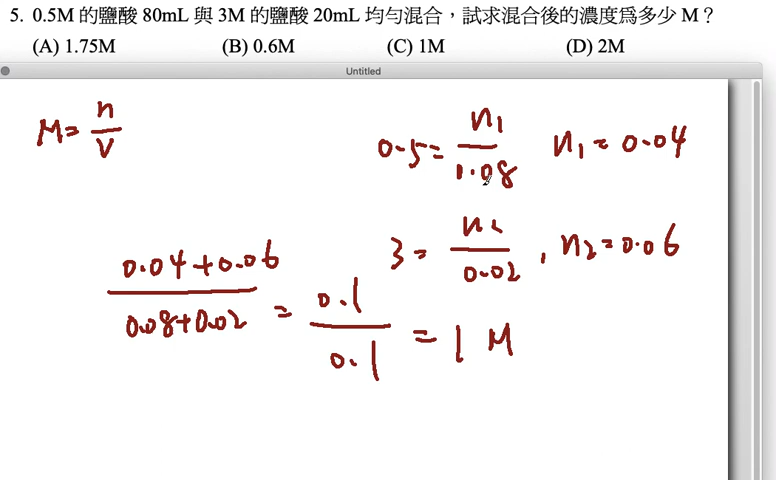 5. 0.5M 的鹽酸 80mL 與 3M 的鹽酸 20mL 均勻混合，試求混合後的濃度爲多少 M？
(A) 1.75M (B) 0.6M (C) 1M (D) 2M
Untitled
M = n/V
0.5 = n1/0.08 n1 = 0.04
3 = n2/0.02 , n2 = 0.06
0.04+0.06/0.08+0.02 = 0.1/0.1 = 1 M